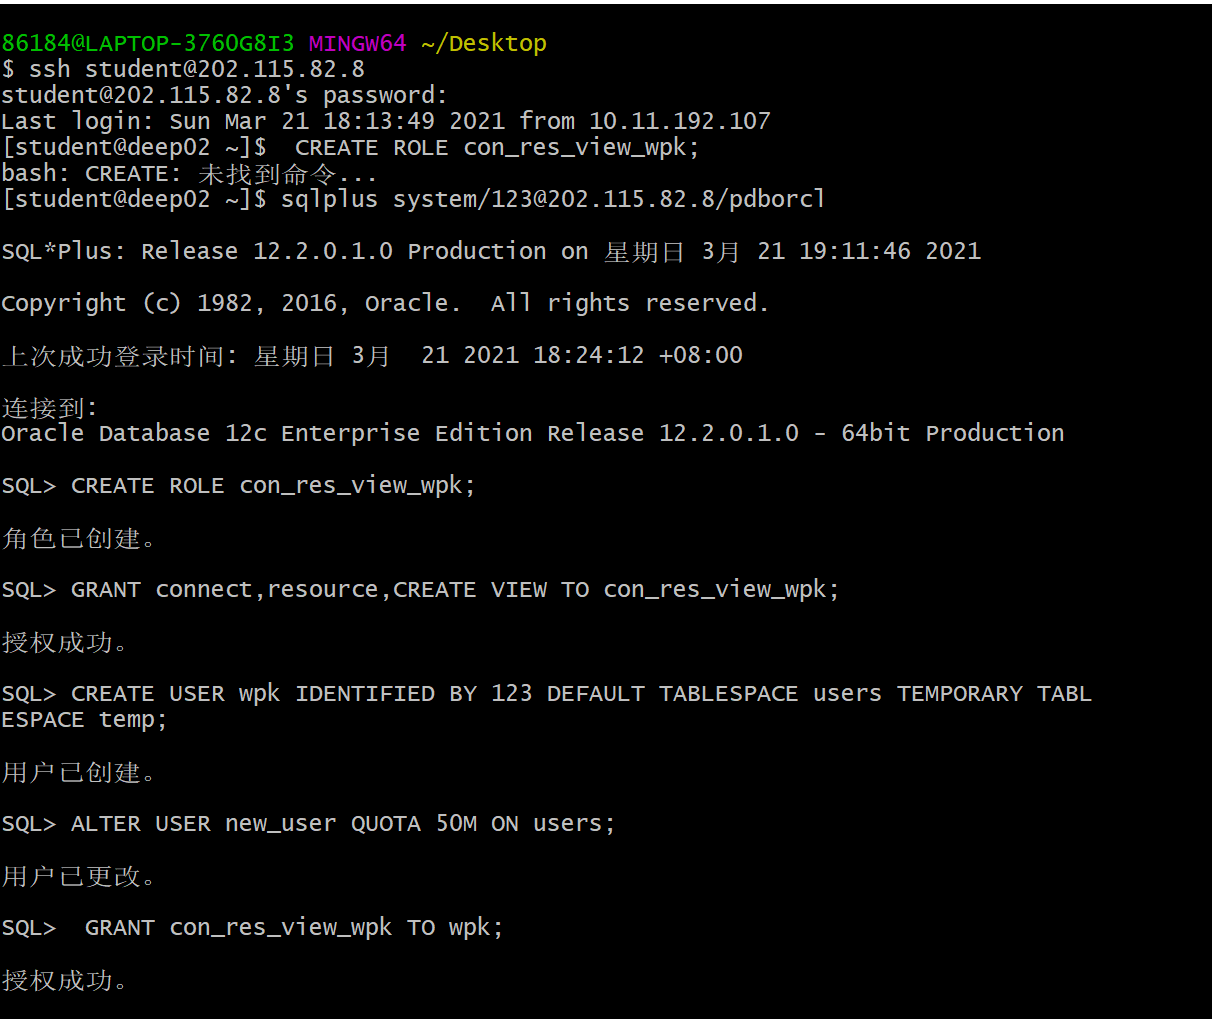 86184@LAPTOP-376OG8I3 MINGW64 ~/Desktop
$ ssh student@202.115.82.8
student@202.115.82.8's password:
Last login: Sun Mar 21 18:13:49 2021 from 10.11.192.107
[student@deep02 ~]$  CREATE ROLE con_res_view_wpk;
bash: CREATE: 未找到命令...
[student@deep02 ~]$ sqlplus system/123@202.115.82.8/pdborcl
SQL*Plus: Release 12.2.0.1.0 Production on 星期日 3月 21 19:11:46 2021
Copyright (c) 1982, 2016, Oracle.  All rights reserved.
上次成功登录时间: 星期日 3月  21 2021 18:24:12 +08:00
连接到:
Oracle Database 12c Enterprise Edition Release 12.2.0.1.0 - 64bit Production
SQL> CREATE ROLE con_res_view_wpk;
角色已创建。
SQL> GRANT connect,resource,CREATE VIEW TO con_res_view_wpk;
授权成功。
SQL> CREATE USER wpk IDENTIFIED BY 123 DEFAULT TABLESPACE users TEMPORARY TABL
ESPACE temp;
用户已创建。
SQL> ALTER USER new_user QUOTA 50M ON users;
用户已更改。
SQL>  GRANT con_res_view_wpk TO wpk;
授权成功。